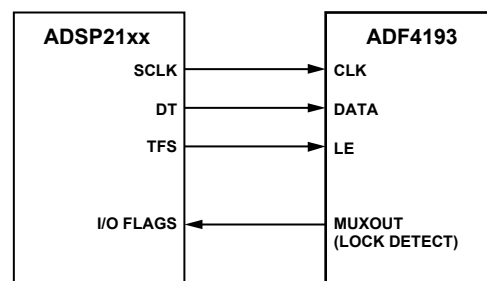 ADSP21xx
SCLK
DT
TFS
I/O FLAGS
ADF4193
CLK
DATA
LE
MUXOUT
(LOCK DETECT)